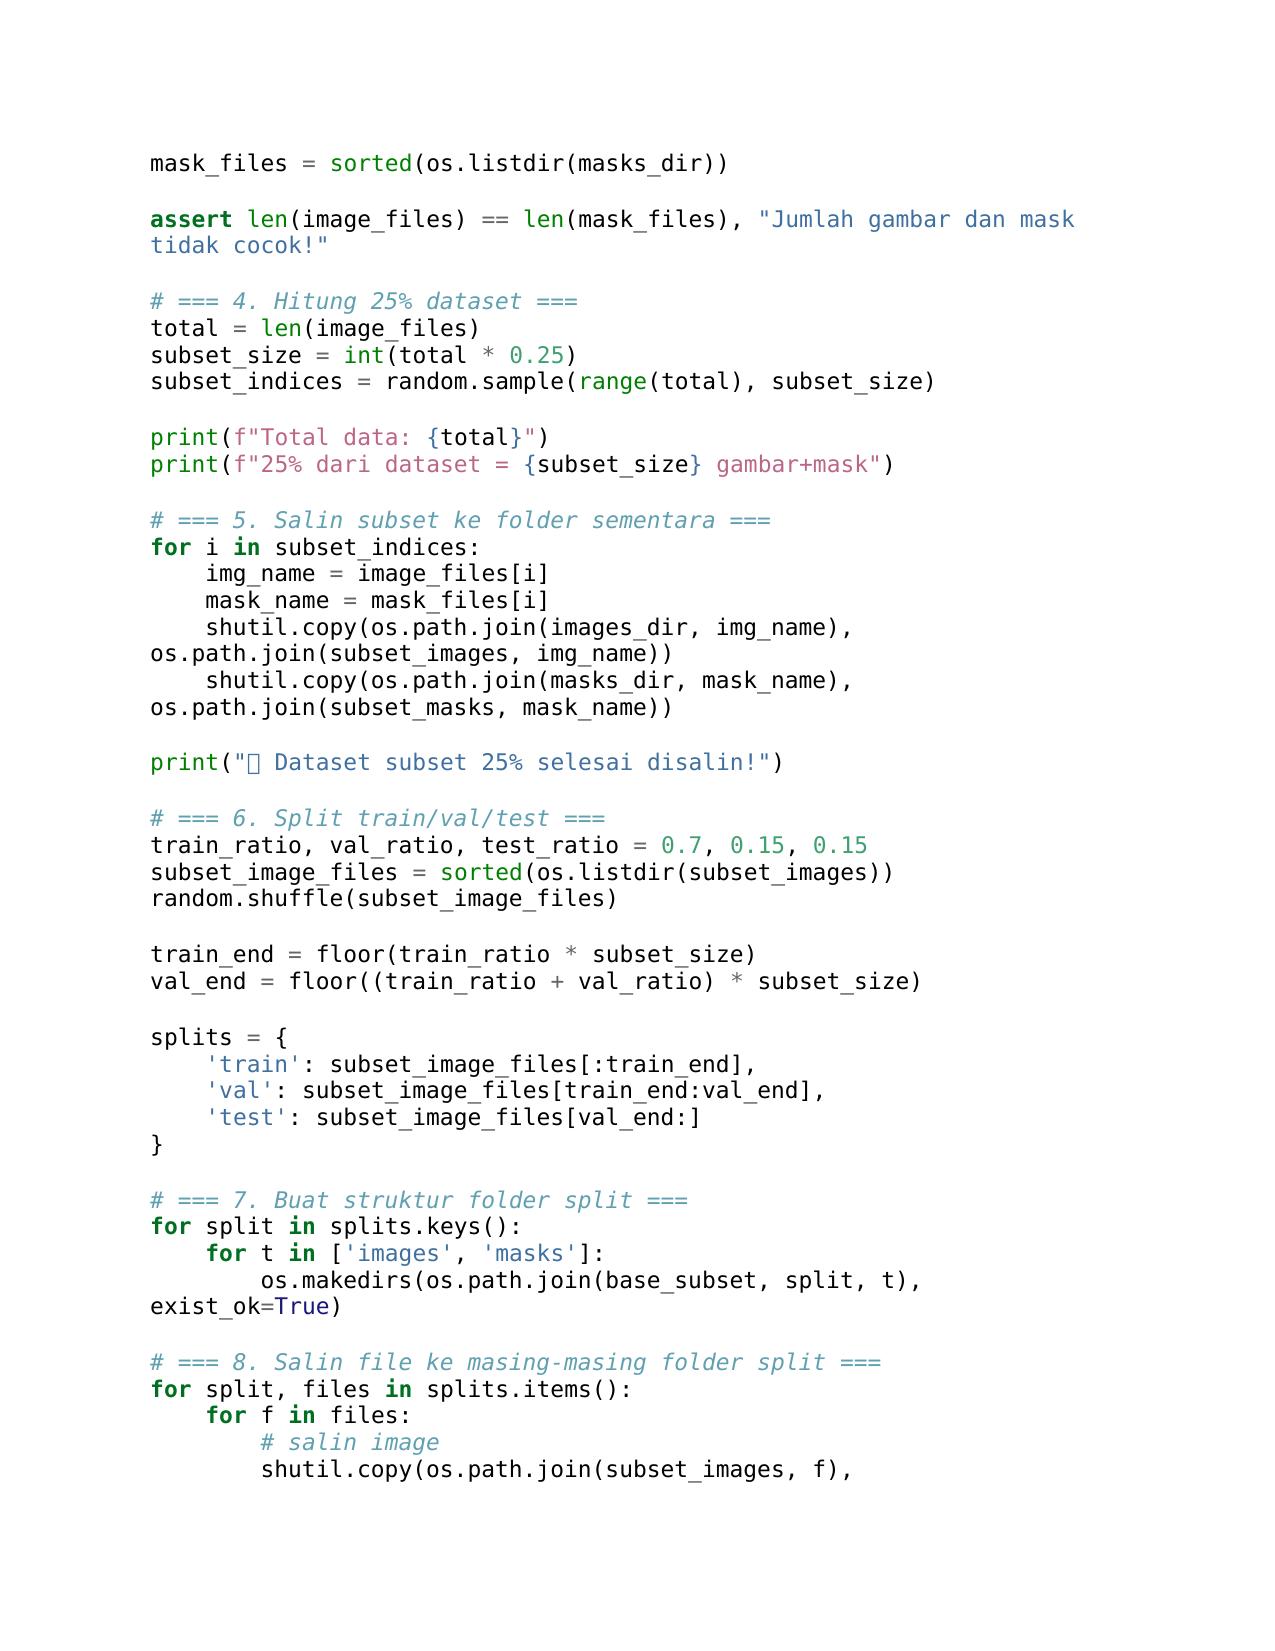 mask_files = sorted(os.listdir(masks_dir))
assert len(image_files) == len(mask_files), "Jumlah gambar dan mask
tidak cocok!"
# === 4. Hitung 25% dataset ===
total = len(image_files)
subset_size = int(total * 0.25)
subset_indices = random.sample(range(total), subset_size)
print(f"Total data: {total}")
print(f"25% dari dataset = {subset_size} gambar+mask")
# === 5. Salin subset ke folder sementara ===
for i in subset_indices:
    img_name = image_files[i]
    mask_name = mask_files[i]
    shutil.copy(os.path.join(images_dir, img_name),
os.path.join(subset_images, img_name))
    shutil.copy(os.path.join(masks_dir, mask_name),
os.path.join(subset_masks, mask_name))
print("▯ Dataset subset 25% selesai disalin!")
# === 6. Split train/val/test ===
train_ratio, val_ratio, test_ratio = 0.7, 0.15, 0.15
subset_image_files = sorted(os.listdir(subset_images))
random.shuffle(subset_image_files)
train_end = floor(train_ratio * subset_size)
val_end = floor((train_ratio + val_ratio) * subset_size)
splits = {
    'train': subset_image_files[:train_end],
    'val': subset_image_files[train_end:val_end],
    'test': subset_image_files[val_end:]
}
# === 7. Buat struktur folder split ===
for split in splits.keys():
    for t in ['images', 'masks']:
        os.makedirs(os.path.join(base_subset, split, t),
exist_ok=True)
# === 8. Salin file ke masing-masing folder split ===
for split, files in splits.items():
    for f in files:
        # salin image
        shutil.copy(os.path.join(subset_images, f),